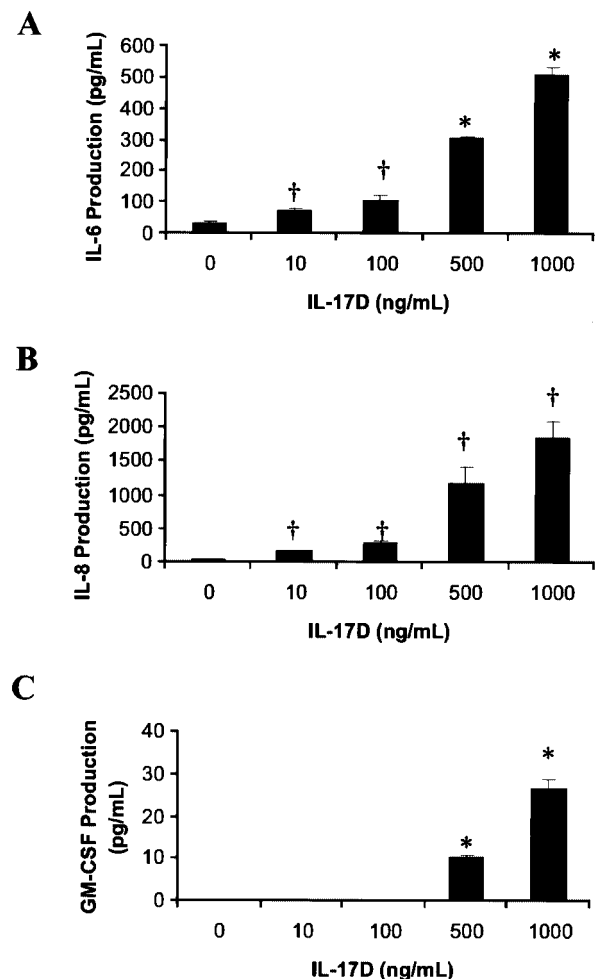 A
IL-6 Production (pg/mL)
600
500
400
300
200
100
0
† † * *
0 10 100 500 1000
IL-17D (ng/mL)
B
IL-8 Production (pg/mL)
2500
2000
1500
1000
500
0
† † † †
0 10 100 500 1000
IL-17D (ng/mL)
C
GM-CSF Production
(pg/mL)
40
30
20
10
0
* *
0 10 100 500 1000
IL-17D (ng/mL)